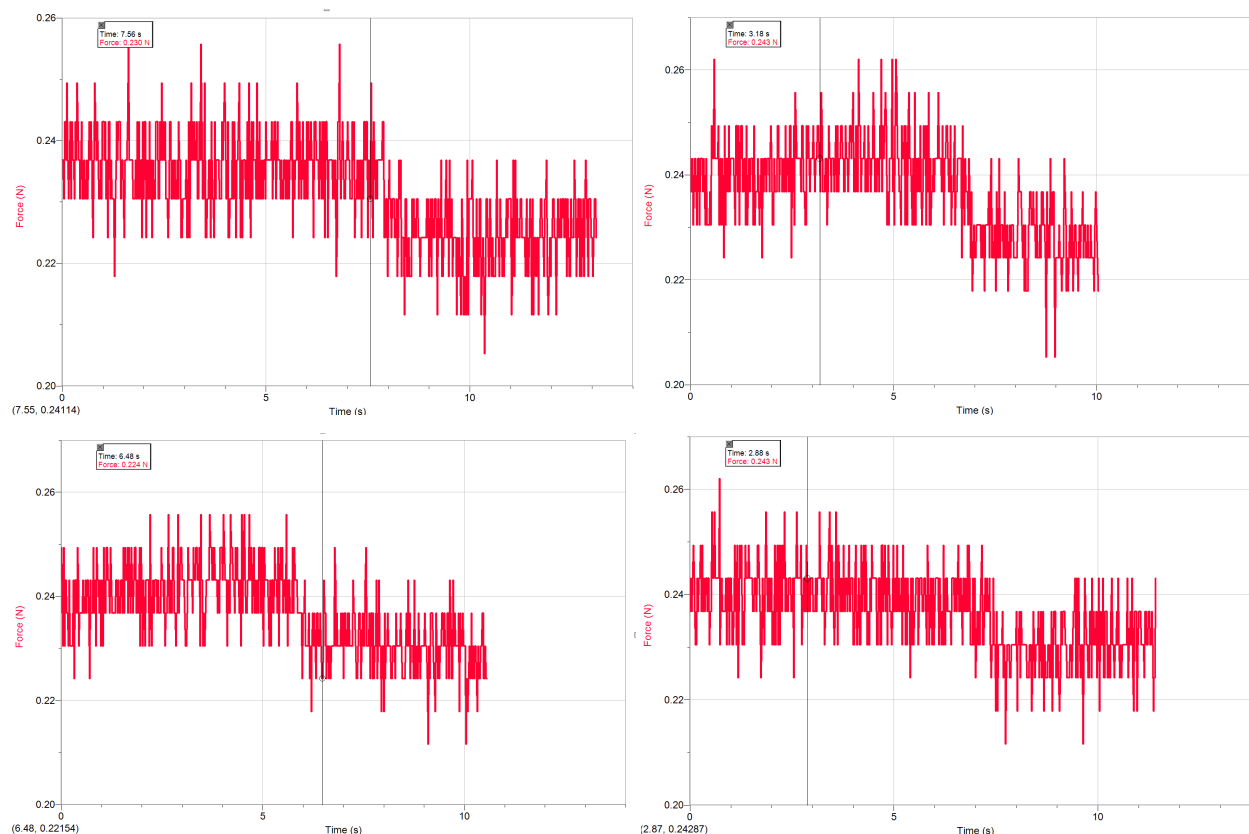 0.26
Time: 7.56 s
Force: 0.230 N
0.24
Force (N)
0.22
0.20
0
5
10
Time (s)
(7.55, 0.24114)
Time: 3.18 s
Force: 0.243 N
0.26
0.24
Force (N)
0.22
0.20
0
5
10
Time (s)
Time: 6.48 s
Force: 0.224 N
0.26
0.24
Force (N)
0.22
0.20
0
5
10
Time (s)
(6.48, 0.22154)
Time: 2.88 s
Force: 0.243 N
0.26
0.24
Force (N)
0.22
0.20
0
5
10
Time (s)
(2.87, 0.24287)